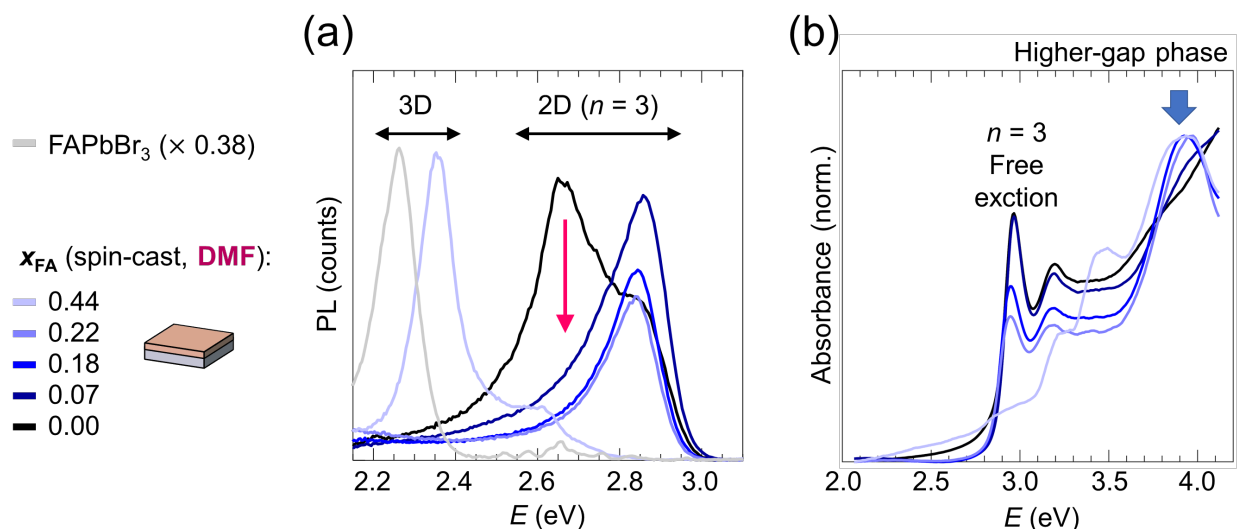 (a)
(b)
FAPbBr₃ (× 0.38)
x_FA (spin-cast, DMF):
0.44
0.22
0.18
0.07
0.00
3D
2D (n = 3)
PL (counts)
2.2 2.4 2.6 2.8 3.0
E (eV)
Higher-gap phase
n = 3
Free
exction
Absorbance (norm.)
2.0 2.5 3.0 3.5 4.0
E (eV)